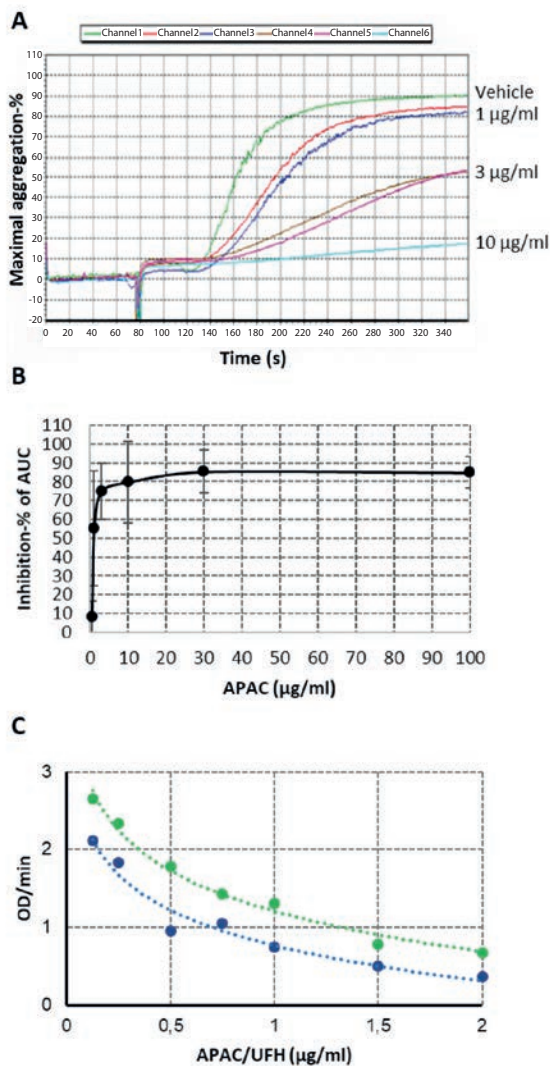 A
Channel1 Channel2 Channel3 Channel4 Channel5 Channel6
Maximal aggregation-%
110
100
90
80
70
60
50
40
30
20
10
0
-10
-20
0 20 40 60 80 100 120 140 160 180 200 220 240 260 280 300 320 340 360
Time (s)
Vehicle
1 µg/ml
3 µg/ml
10 µg/ml
B
Inhibition-% of AUC
110
100
90
80
70
60
50
40
30
20
10
0
0 10 20 30 40 50 60 70 80 90 100
APAC (µg/ml)
C
OD/min
3
2
1
0
0 0,5 1 1,5 2
APAC/UFH (µg/ml)